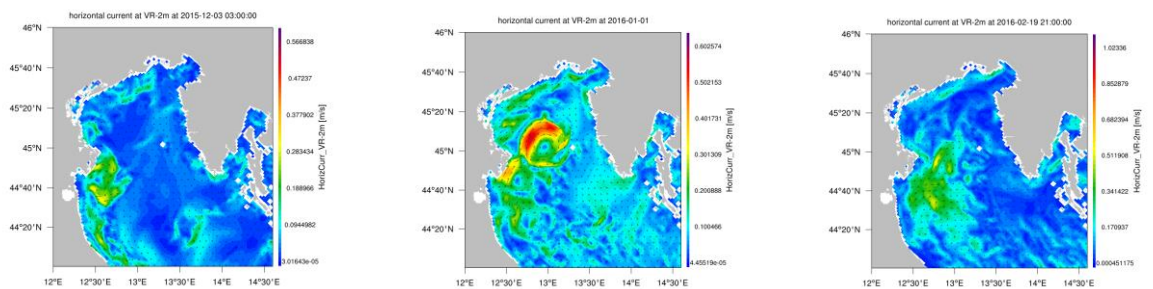 horizontal current at VR-2m at 2015-12-03 03:00:00
46°N
45°40'N
45°20'N
45°N
44°40'N
44°20'N
12°E 12°30'E 13°E 13°30'E 14°E 14°30'E
0.566838
0.47237
0.377902
0.283434
0.188966
0.0944982
3.01643e-05
HorizCurr_VR-2m [m/s]
horizontal current at VR-2m at 2016-01-01
46°N
45°40'N
45°20'N
45°N
44°40'N
44°20'N
12°E 12°30'E 13°E 13°30'E 14°E 14°30'E
0.602574
0.502153
0.401731
0.301309
0.200888
0.100466
4.45519e-05
HorizCurr_VR-2m [m/s]
horizontal current at VR-2m at 2016-02-19 21:00:00
46°N
45°40'N
45°20'N
45°N
44°40'N
44°20'N
12°E 12°30'E 13°E 13°30'E 14°E 14°30'E
1.02336
0.852879
0.682394
0.511908
0.341422
0.170937
0.000451175
HorizCurr_VR-2m [m/s]